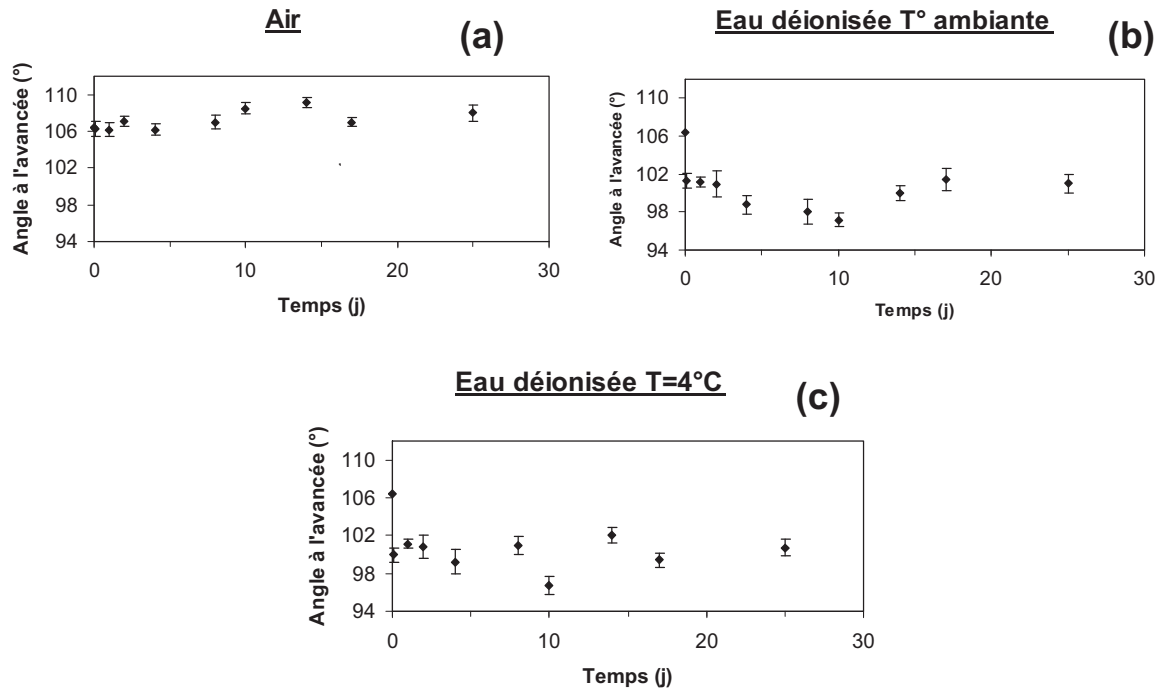 Air
(a)
Angle à l'avancée (°)
110
106
102
98
94
0
10
20
30
Temps (j)
Eau déionisée T° ambiante
(b)
Angle à l'avancée (°)
110
106
102
98
94
0
10
20
30
Temps (j)
Eau déionisée T=4°C
(c)
Angle à l'avancée (°)
110
106
102
98
94
0
10
20
30
Temps (j)